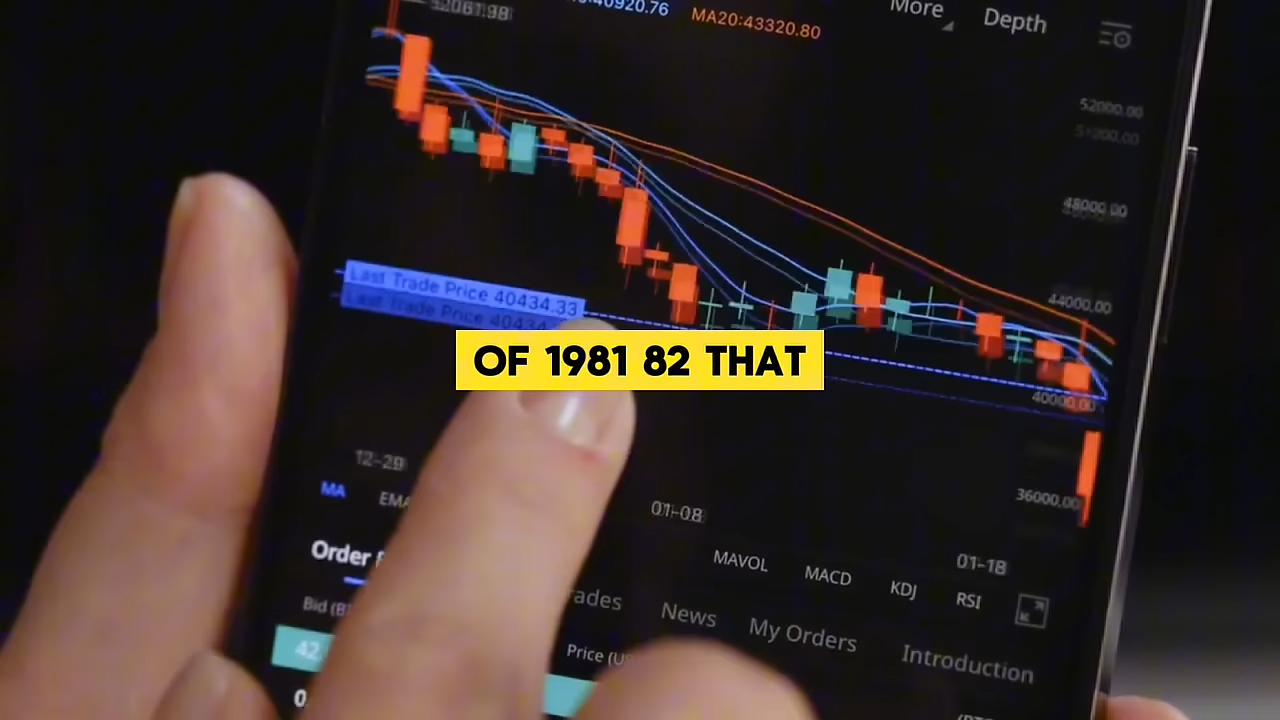 MA20:43320.80
More
Depth
52000.00
48000.00
Last Trade Price 40434.33
44000.00
OF 1981 82 THAT
40000.00
12-29
36000.00
MA
01-08
01-18
Order
MAVOL
MACD
KDJ
RSI
News
My Orders
Introduction